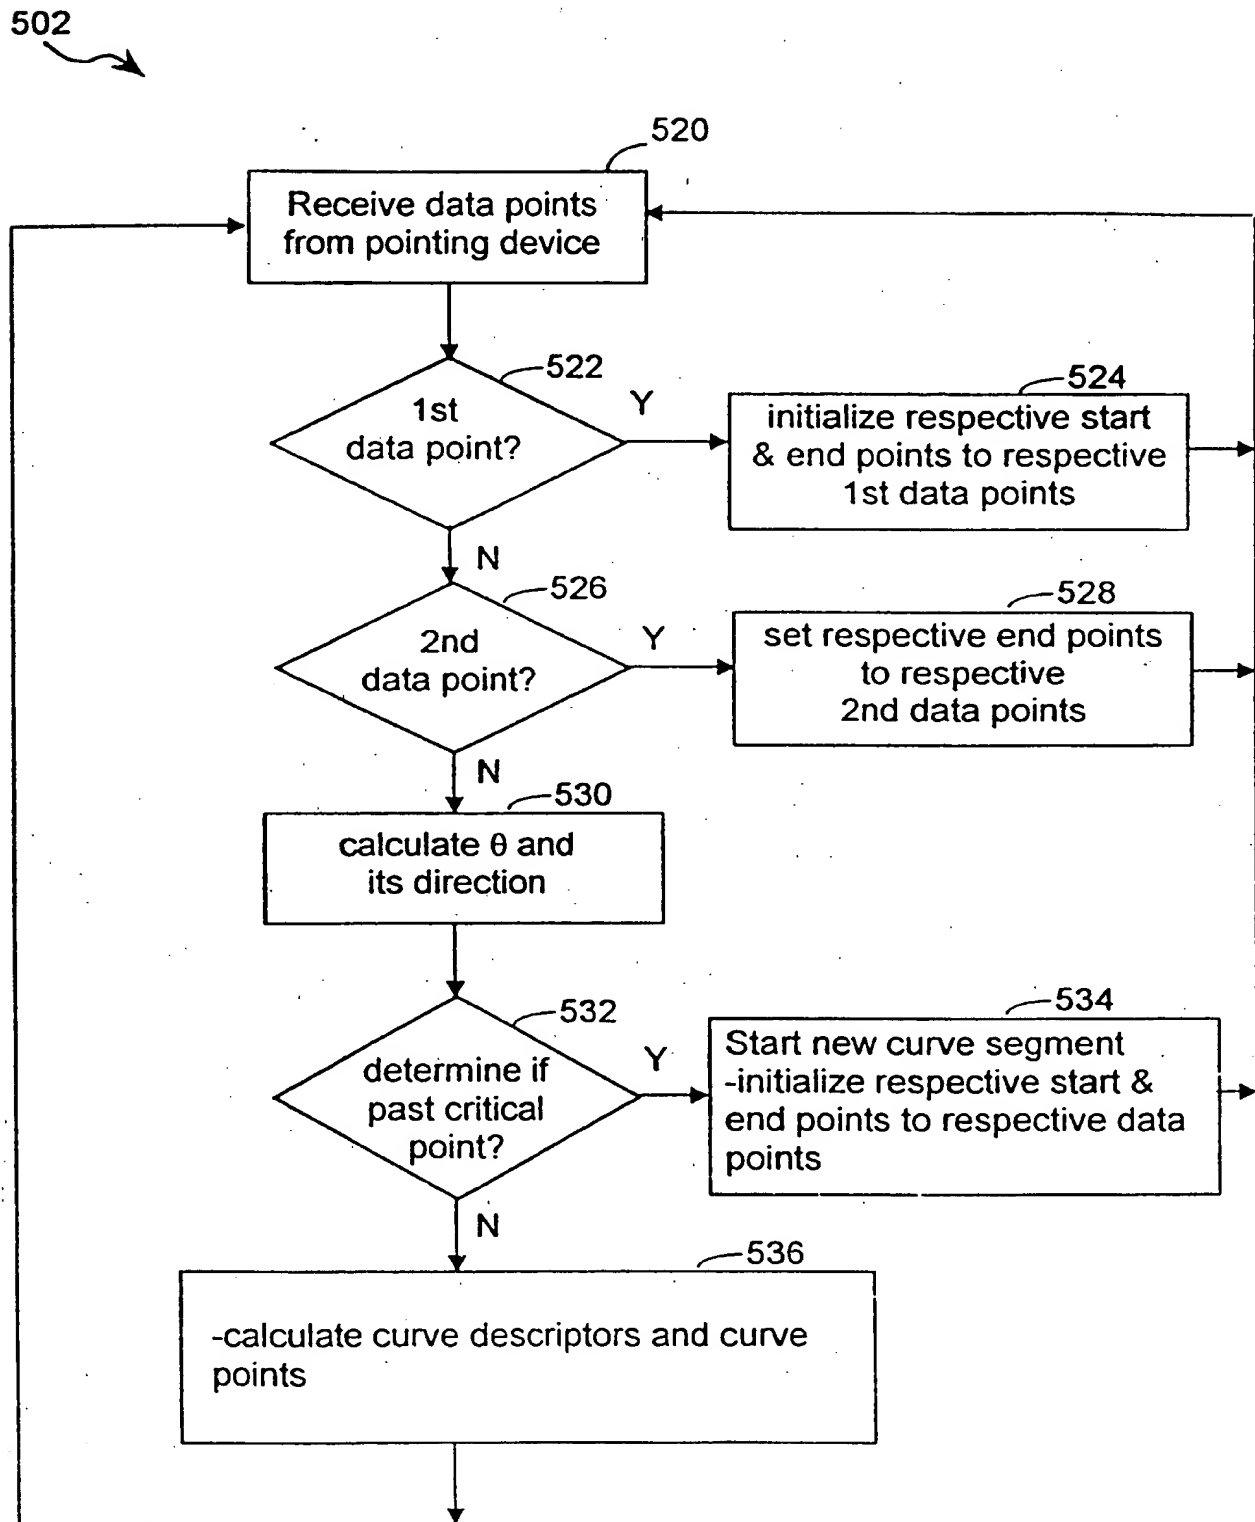 502
520
Receive data points
from pointing device
522
1st
data point?
Y
524
initialize respective start
& end points to respective
1st data points
N
526
2nd
data point?
Y
528
set respective end points
to respective
2nd data points
N
530
calculate θ and
its direction
532
determine if
past critical
point?
Y
534
Start new curve segment
-initialize respective start &
end points to respective data
points
N
536
-calculate curve descriptors and curve
points